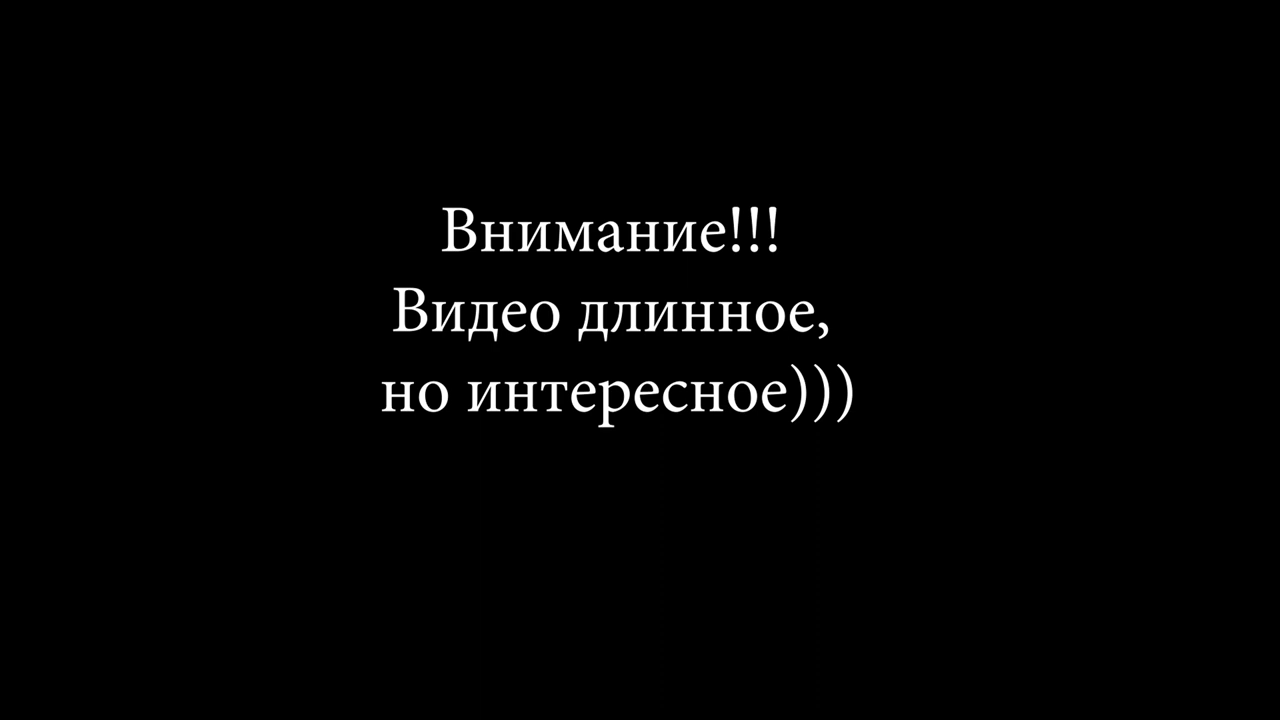 Внимание!!!
Видео длинное,
но интересное)))